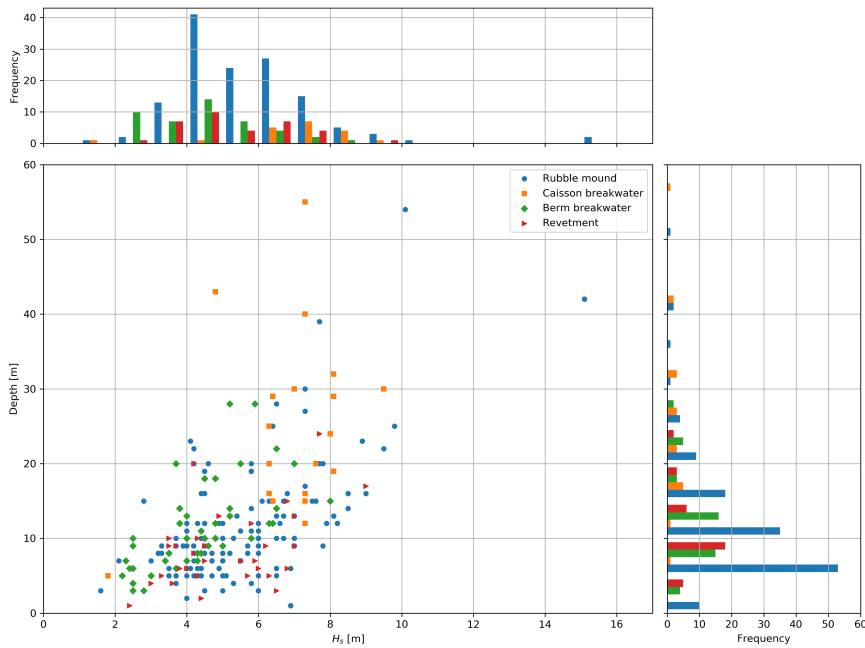 40
30
20
10
0
Frequency
60
50
40
30
20
10
0
Depth [m]
Rubble mound
Caisson breakwater
Berm breakwater
Revetment
0 2 4 6 8 10 12 14 16
H_s [m]
0 10 20 30 40 50 60
Frequency